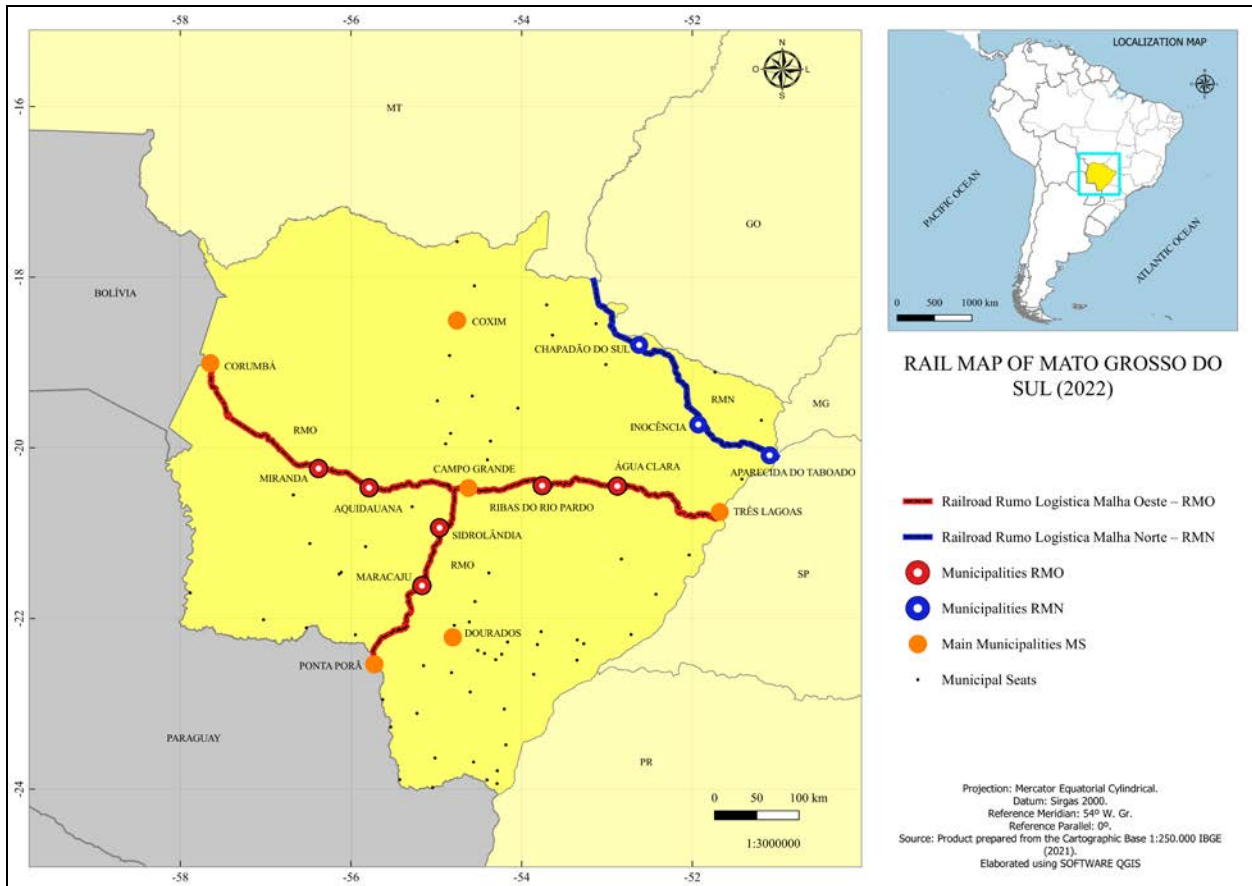 -58
-56
-54
-52
N
O
L
S
-16
MT
GO
-18
BOLÍVIA
COXIM
CHAPADÃO DO SUL
CORUMBÁ
RMN
MG
RMO
INOCÊNCIA
-20
MIRANDA
CAMPO GRANDE
ÁGUA CLARA
APARECIDA DO TABOADO
AQUIDAUANA
RIBAS DO RIO PARDO
TRÊS LAGOAS
SIDROLÂNDIA
MARACAJU
RMO
SP
-22
DOURADOS
PONTA PORÃ
PARAGUAY
PR
-24
0 50 100 km
1:3000000
-58
-56
-54
-52
LOCALIZATION MAP
PACIFIC OCEAN
ATLANTIC OCEAN
0 500 1000 km
RAIL MAP OF MATO GROSSO DO
SUL (2022)
Railroad Rumo Logística Malha Oeste – RMO
Railroad Rumo Logística Malha Norte – RMN
Municipalities RMO
Municipalities RMN
Main Municipalities MS
Municipal Seats
Projection: Mercator Equatorial Cylindrical.
Datum: Sirgas 2000.
Reference Meridian: 54º W. Gr.
Reference Parallel: 0º.
Source: Product prepared from the Cartographic Base 1:250.000 IBGE
(2021).
Elaborated using SOFTWARE QGIS